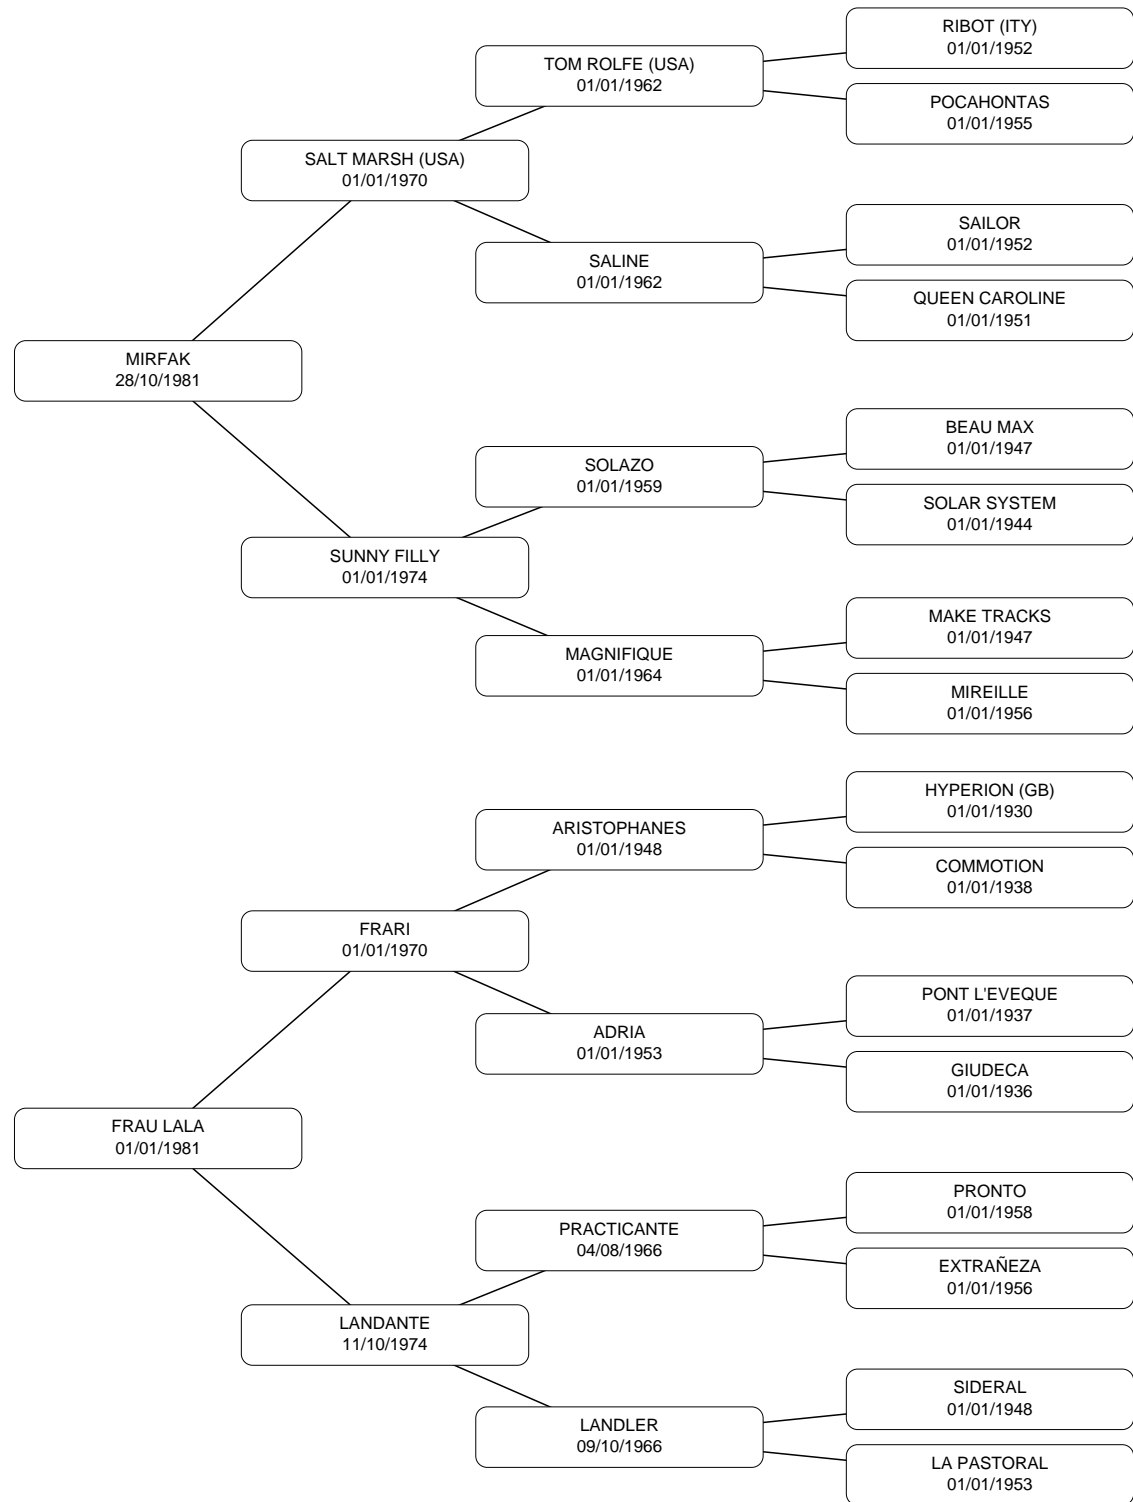 RIBOT (ITY)
01/01/1952
TOM ROLFE (USA)
01/01/1962
POCAHONTAS
01/01/1955
SALT MARSH (USA)
01/01/1970
SAILOR
01/01/1952
SALINE
01/01/1962
QUEEN CAROLINE
01/01/1951
MIRFAK
28/10/1981
BEAU MAX
01/01/1947
SOLAZO
01/01/1959
SOLAR SYSTEM
01/01/1944
SUNNY FILLY
01/01/1974
MAKE TRACKS
01/01/1947
MAGNIFIQUE
01/01/1964
MIREILLE
01/01/1956
HYPERION (GB)
01/01/1930
ARISTOPHANES
01/01/1948
COMMOTION
01/01/1938
FRARI
01/01/1970
PONT L'EVEQUE
01/01/1937
ADRIA
01/01/1953
GIUDECA
01/01/1936
FRAU LALA
01/01/1981
PRONTO
01/01/1958
PRACTICANTE
04/08/1966
EXTRAÑEZA
01/01/1956
LANDANTE
11/10/1974
SIDERAL
01/01/1948
LANDLER
09/10/1966
LA PASTORAL
01/01/1953